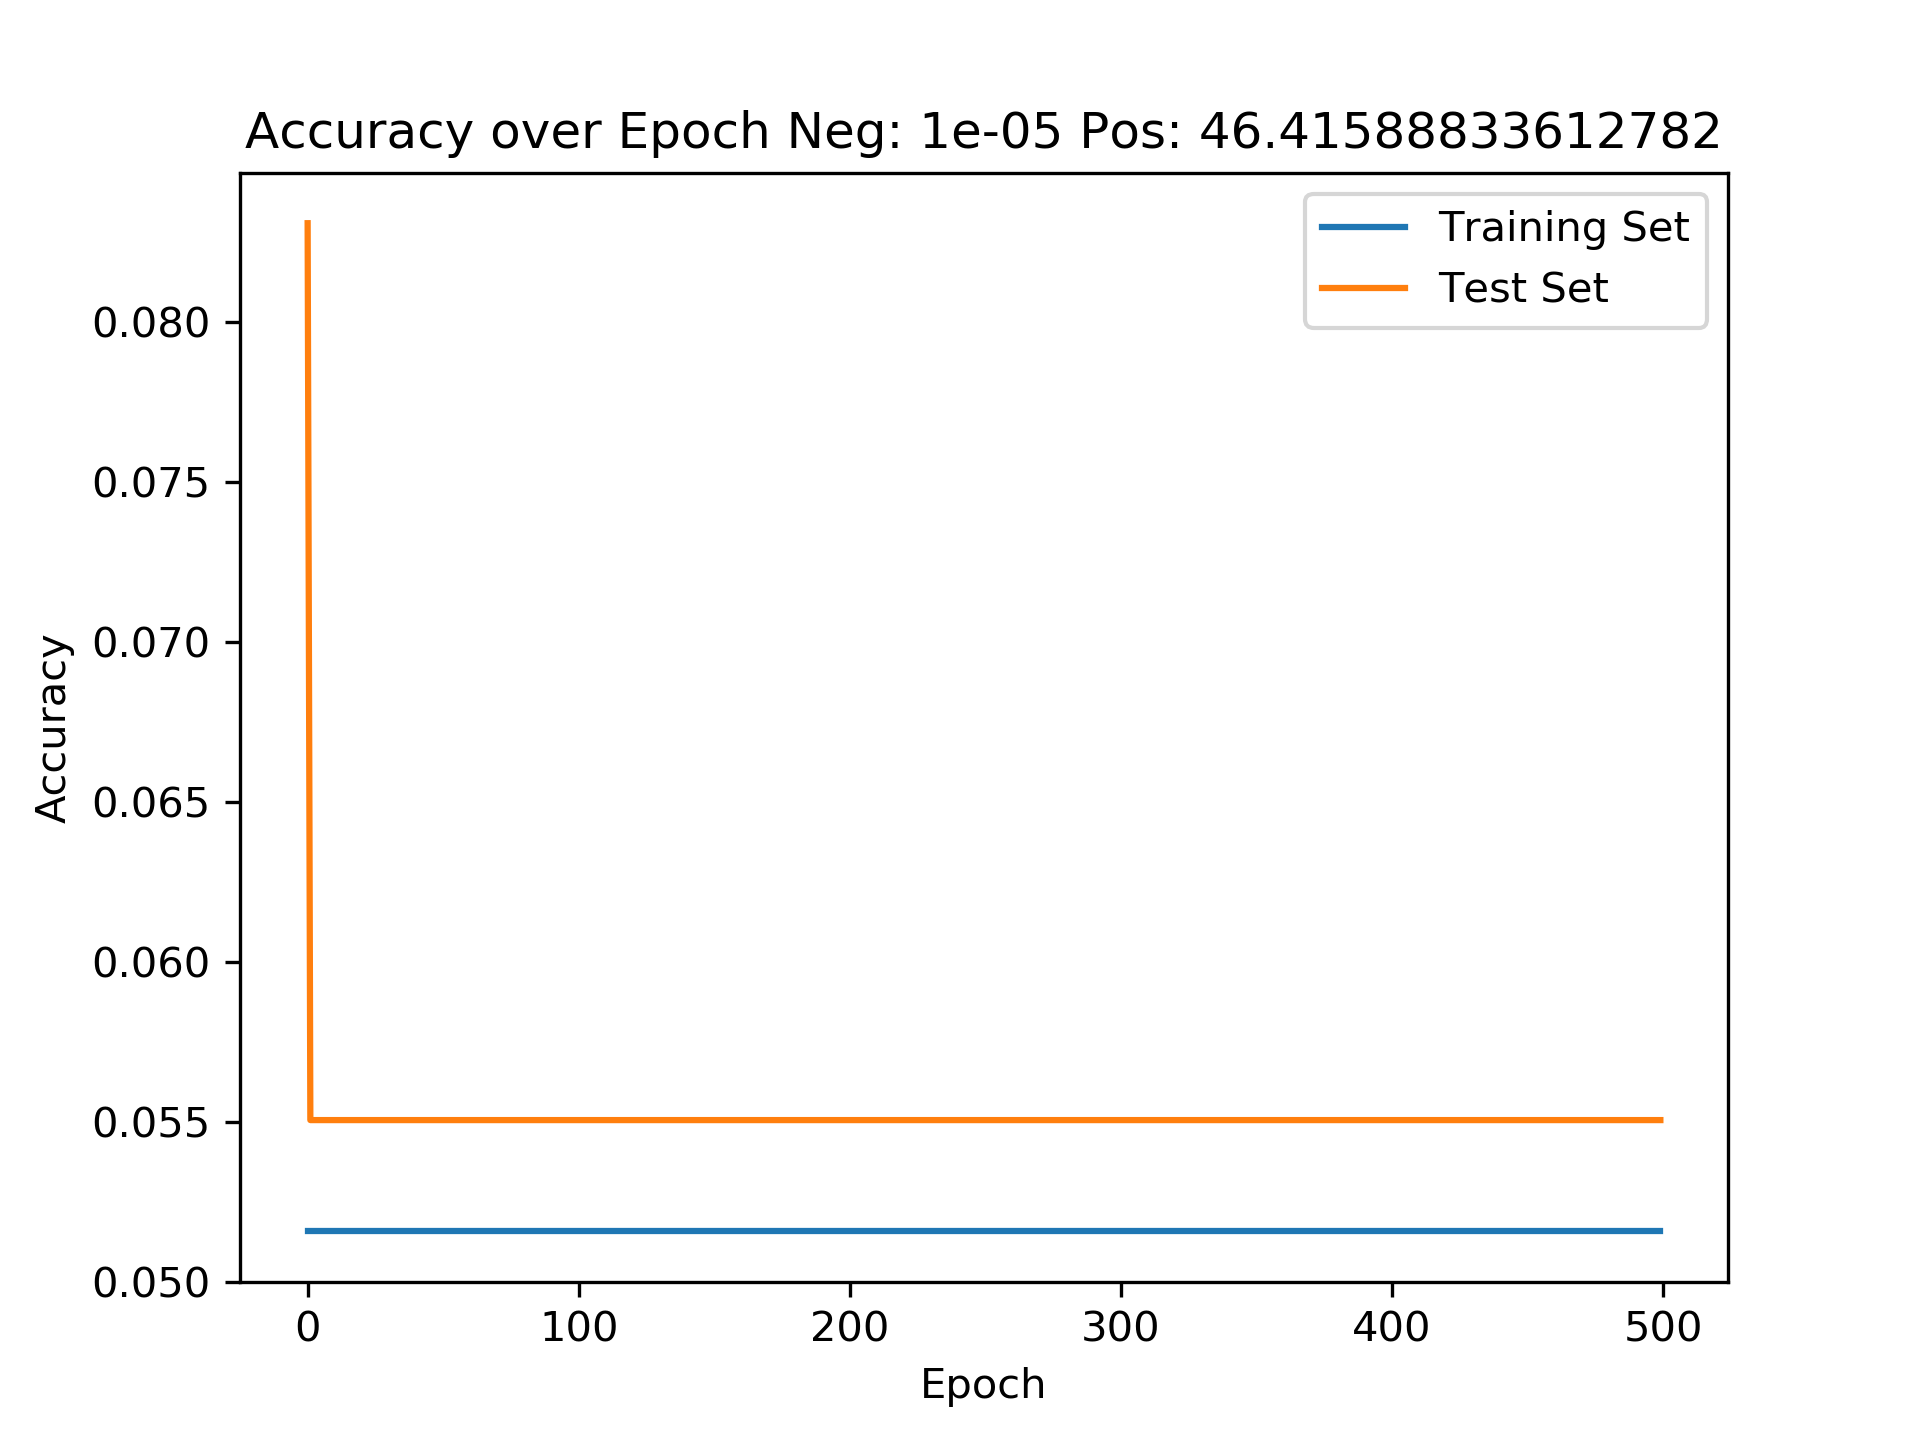 Accuracy over Epoch Neg: 1e-05 Pos: 46.41588833612782
Training Set
Test Set
0.080
0.075
0.070
0.065
0.060
0.055
0.050
Accuracy
0 100 200 300 400 500
Epoch